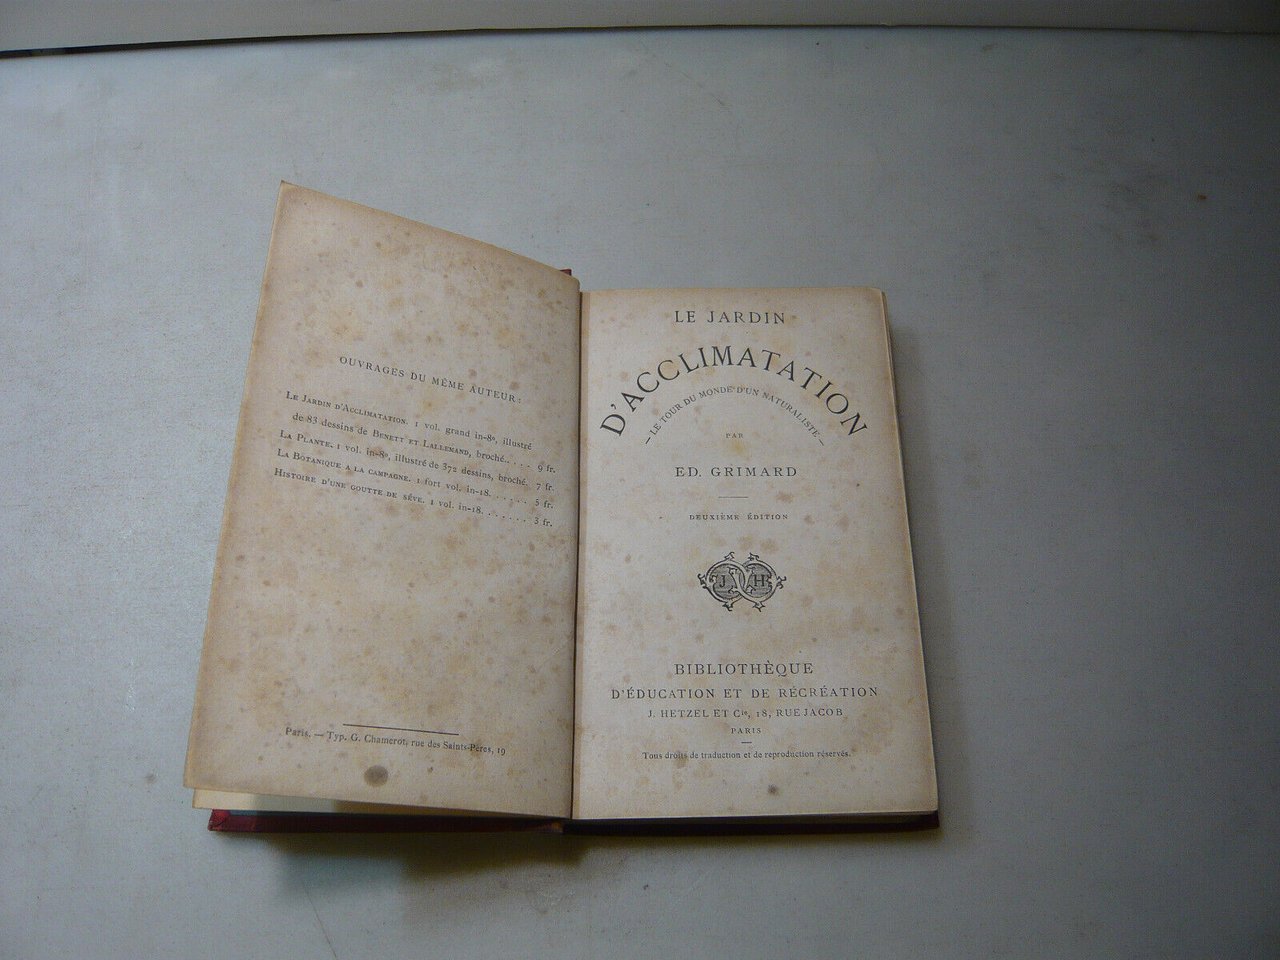 OUVRAGES DU MÊME AUTEUR:
LE JARDIN D'ACCLIMATATION. 1 vol. grand in-8º, illustré
de 83 dessins de BENETT ET LALLEMAND, broché. . . . 9 fr.
LA PLANTE. 1 vol. in-8º, illustré de 372 dessins, broché. 7 fr.
LA BOTANIQUE A LA CAMPAGNE. 1 fort vol. in-18. . . . . . 5 fr.
HISTOIRE D'UNE GOUTTE DE SÈVE. 1 vol. in-18. . . . . . . 3 fr.
Paris. — Typ. G. Chamerot, rue des Saints-Pères, 19
LE JARDIN
D'ACCLIMATATION
— LE TOUR DU MONDE D'UN NATURALISTE —
PAR
ED. GRIMARD
DEUXIÈME ÉDITION
J H
BIBLIOTHÈQUE
D'ÉDUCATION ET DE RÉCRÉATION
J. HETZEL ET Cie, 18, RUE JACOB
PARIS
Tous droits de traduction et de reproduction réservés.